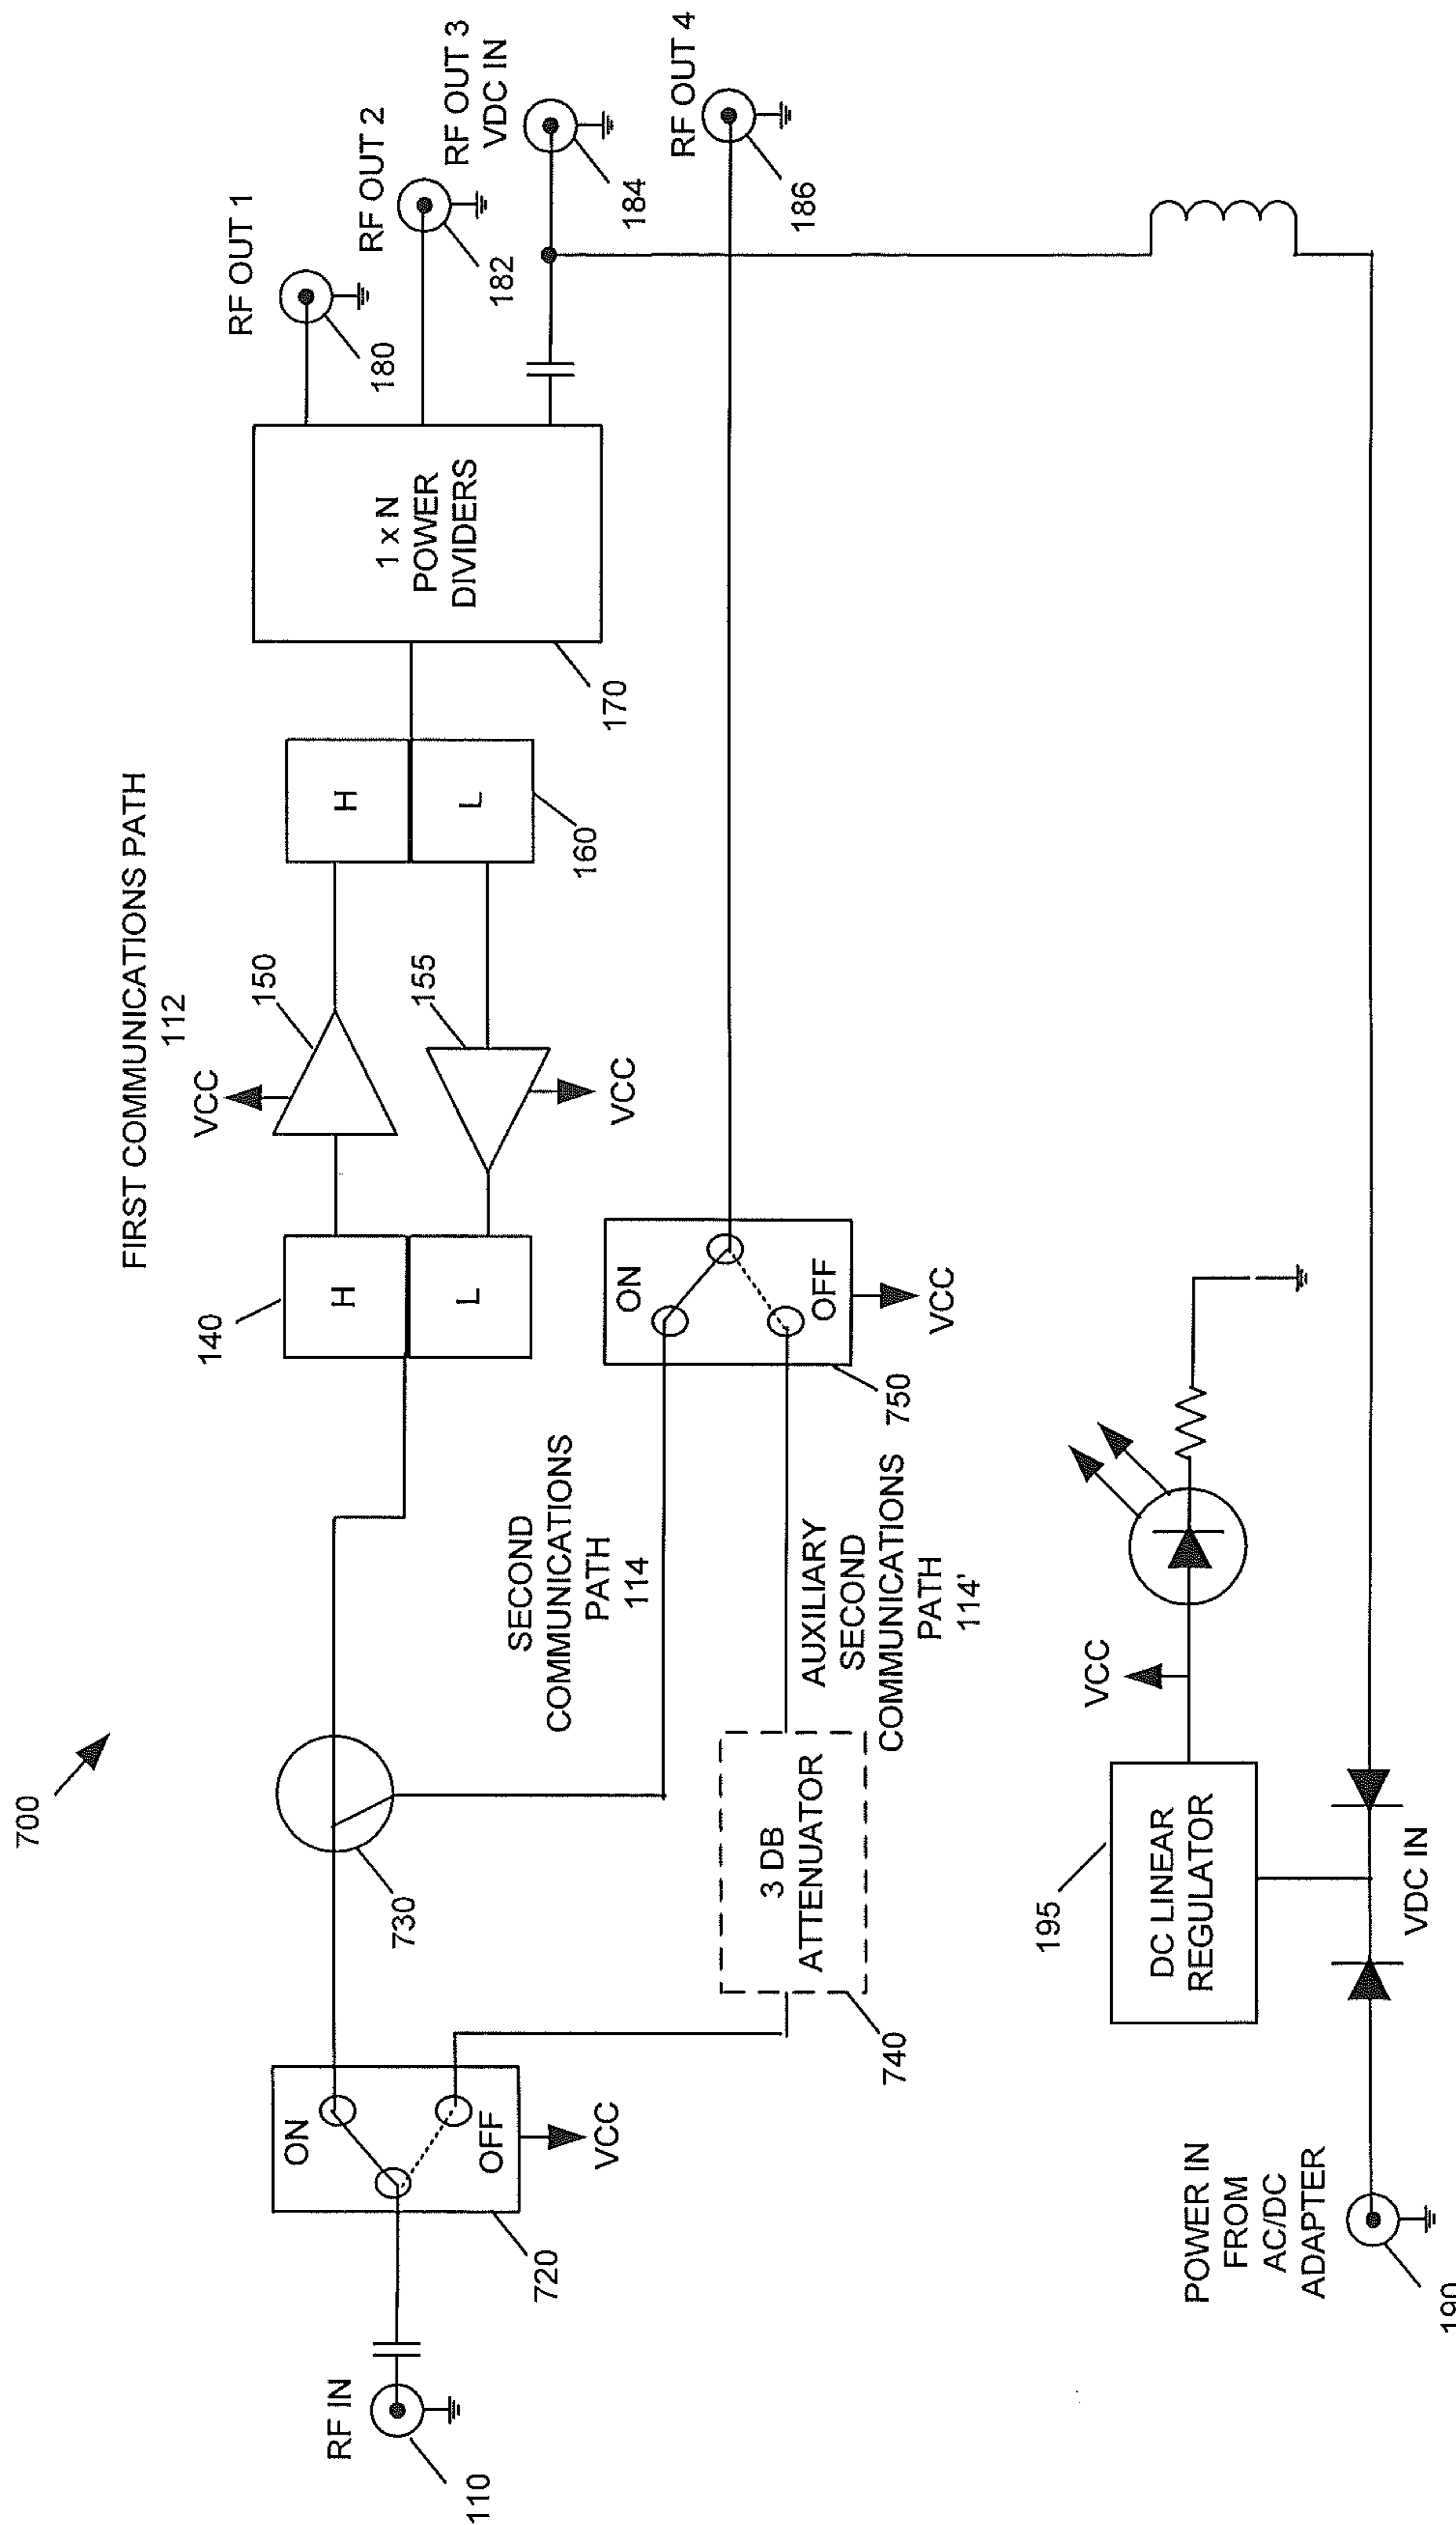 700
FIRST COMMUNICATIONS PATH
112
RF IN
110
ON
OFF
VCC
720
730
SECOND
COMMUNICATIONS
PATH
114
3 DB
ATTENUATOR
740
AUXILIARY
SECOND
COMMUNICATIONS
PATH
114'
140
H
L
VCC
150
155
VCC
H
L
160
ON
OFF
VCC
750
1 x N
POWER
DIVIDERS
170
RF OUT 1
180
RF OUT 2
182
RF OUT 3
VDC IN
184
RF OUT 4
186
POWER IN
FROM
AC/DC
ADAPTER
190
195
DC LINEAR
REGULATOR
VCC
VDC IN